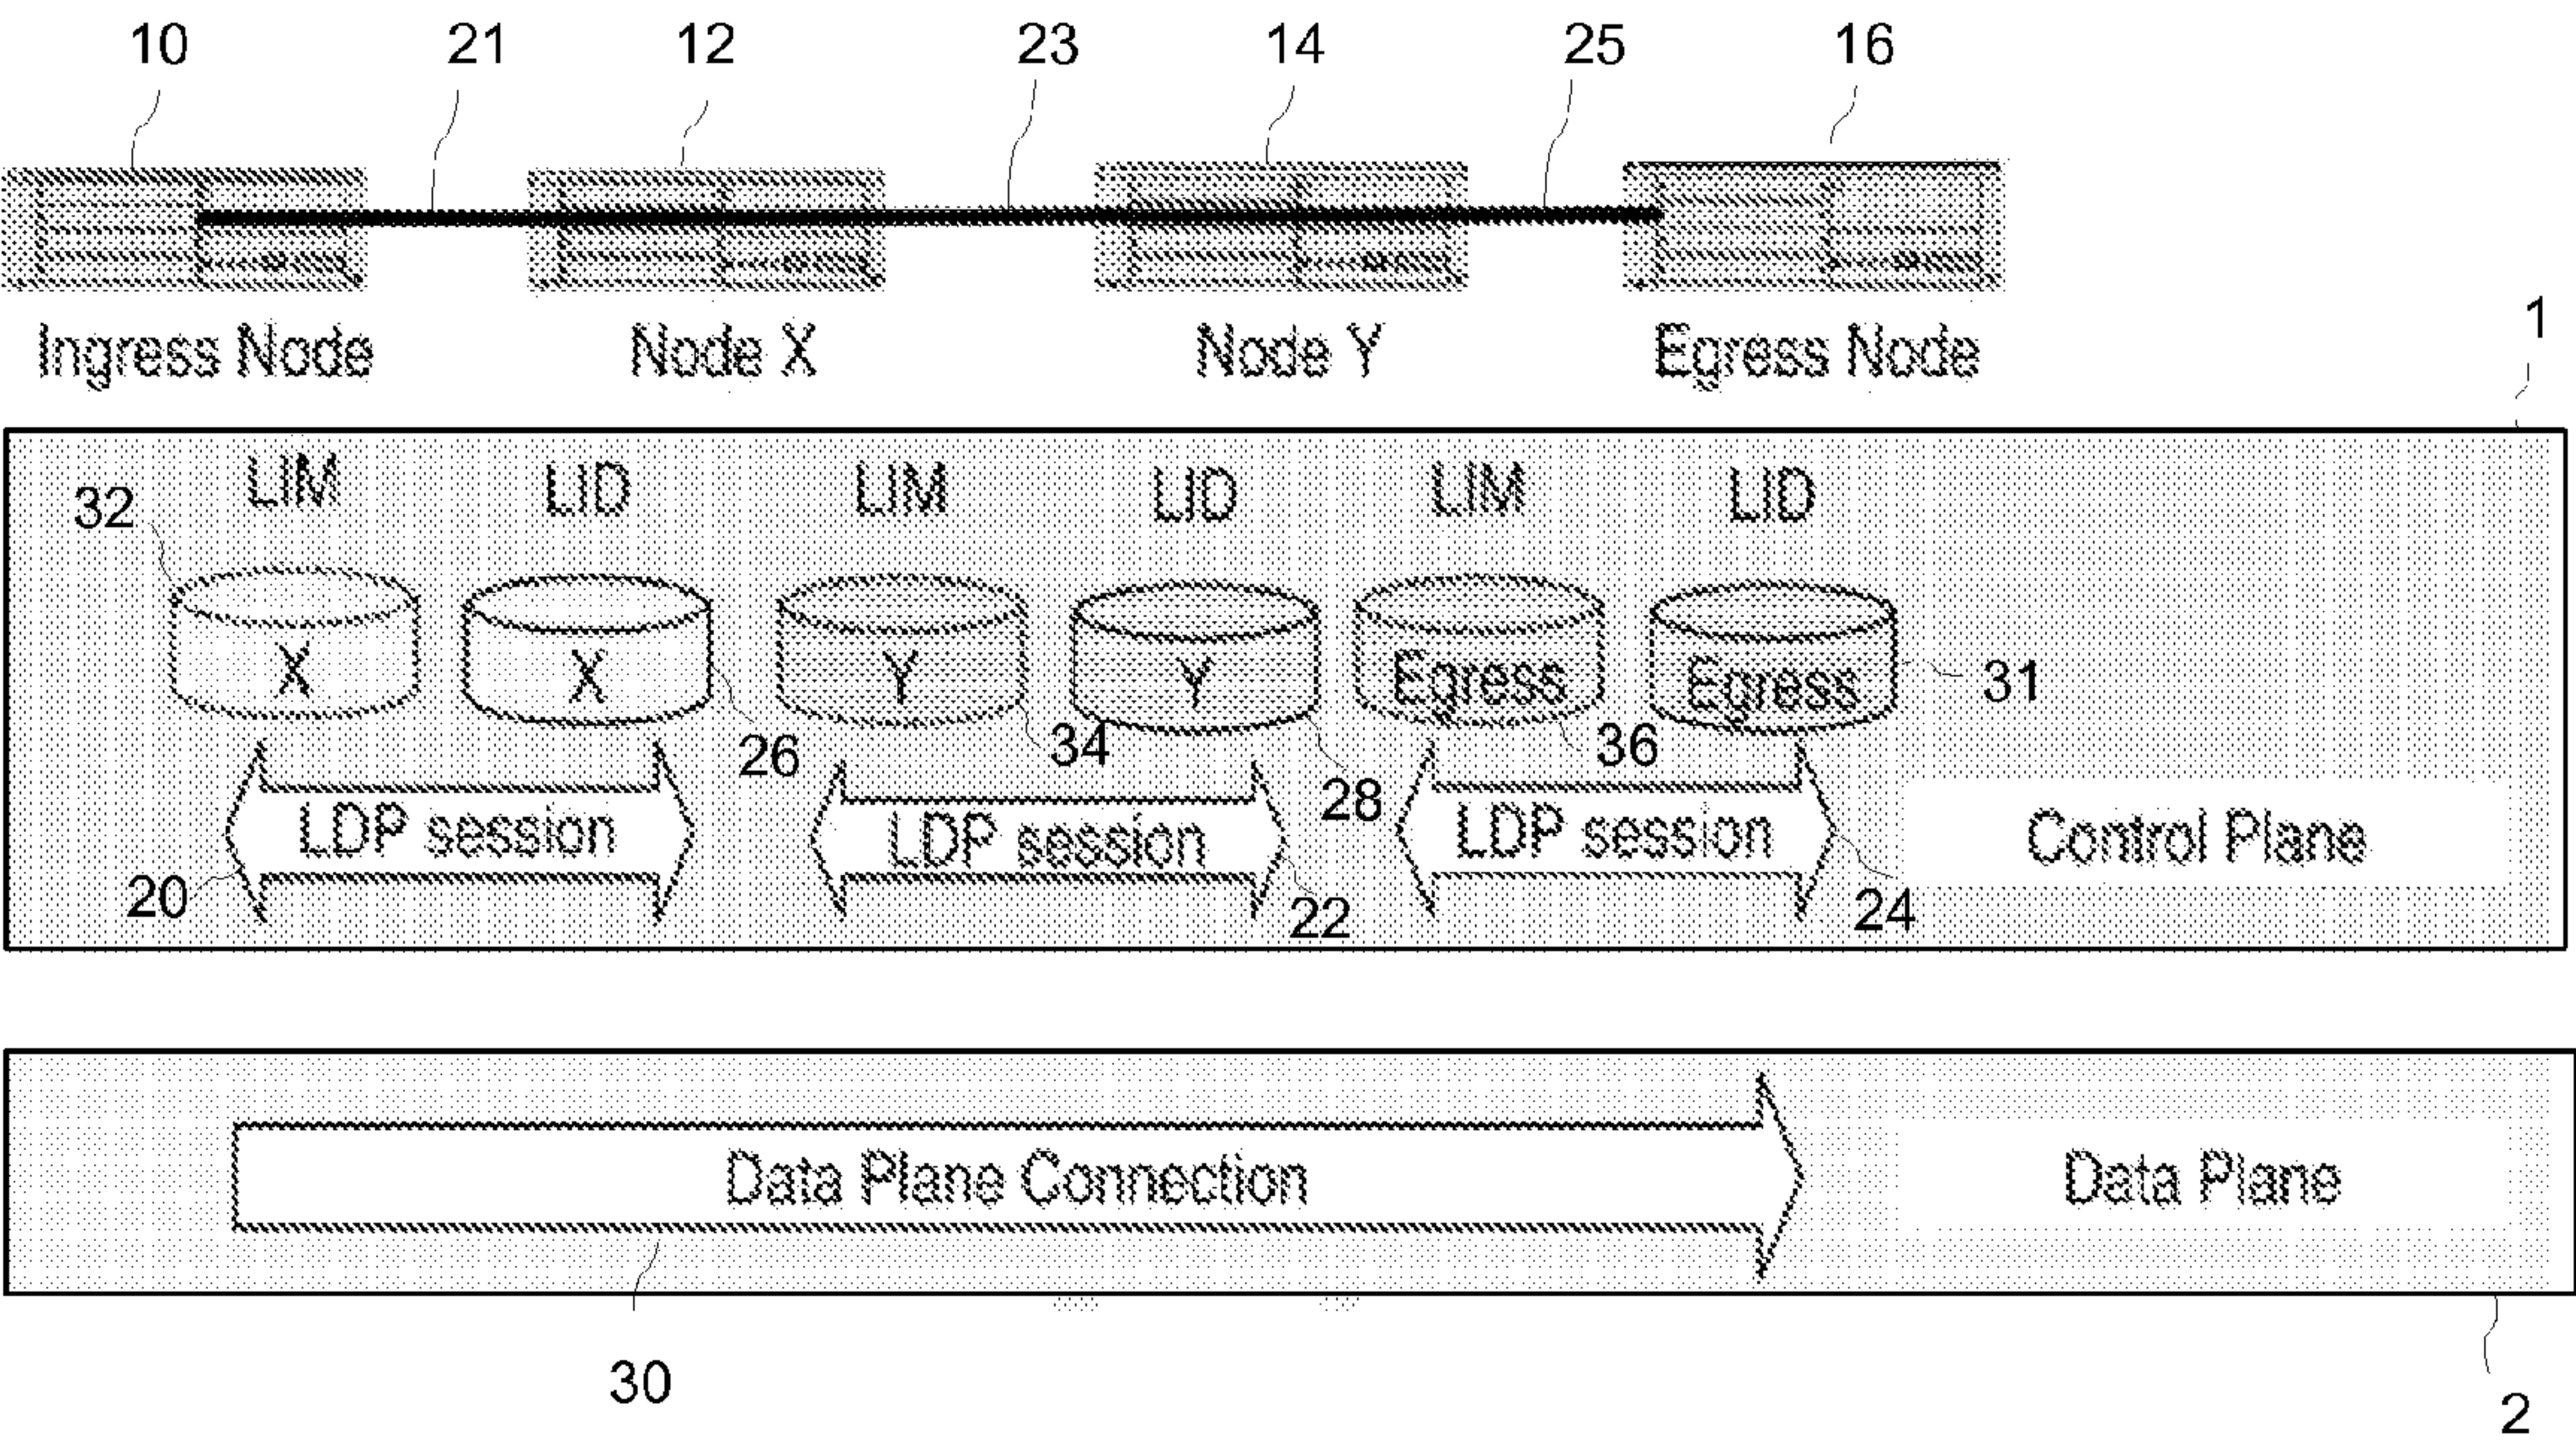 10 21 12 23 14 25 16
Ingress Node Node X Node Y Egress Node
1
LIM LID LIM LID LIM LID
32
X X Y Y Egress Egress
31
26 34 28 36
LDP session LDP session LDP session
Control Plane
20 22 24
Data Plane Connection
Data Plane
30
2